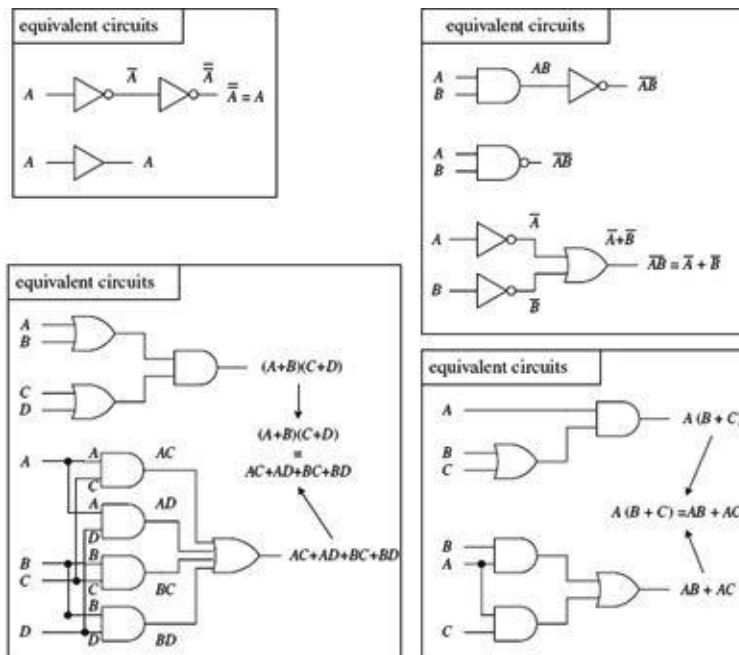 equivalent circuits
A
A̅
A̿
A̿ = A
A
A
equivalent circuits
A
B
AB
A̅B̅
A
B
A̅B̅
A
A̅
A̅+B̅
A̅B̅ ≡ A̅ + B̅
B
B̅
equivalent circuits
A
B
(A+B)(C+D)
C
D
(A+B)(C+D)
≡
AC+AD+BC+BD
A
A
AC
C
A
AD
D
B
B
C
C
BC
AC+AD+BC+BD
B
D
D
BD
equivalent circuits
A
A (B + C)
B
C
A (B + C) ≡AB + AC
B
A
AB + AC
C